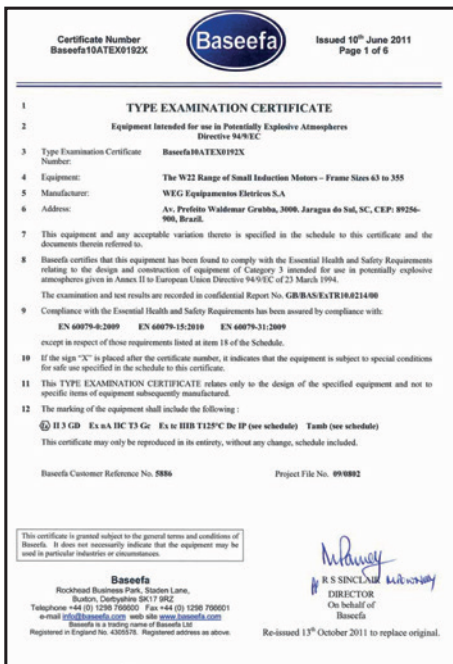 Certificate Number
Baseefa10ATEX0192X
Baseefa
Issued 10th June 2011
Page 1 of 6
1 TYPE EXAMINATION CERTIFICATE
2 Equipment Intended for use in Potentially Explosive Atmospheres
Directive 94/9/EC
3 Type Examination Certificate Number: Baseefa10ATEX0192X
4 Equipment: The W22 Range of Small Induction Motors – Frame Sizes 63 to 355
5 Manufacturer: WEG Equipamentos Eletricos S.A
6 Address: Av. Prefeito Waldemar Grubba, 3000. Jaragua do Sul, SC, CEP: 89256-
900, Brazil.
7 This equipment and any acceptable variation thereto is specified in the schedule to this certificate and the
documents therein referred to.
8 Baseefa certifies that this equipment has been found to comply with the Essential Health and Safety Requirements
relating to the design and construction of equipment of Category 3 intended for use in potentially explosive
atmospheres given in Annex II to European Union Directive 94/9/EC of 23 March 1994.
The examination and test results are recorded in confidential Report No. GB/BAS/ExTR10.0214/00
9 Compliance with the Essential Health and Safety Requirements has been assured by compliance with:
EN 60079-0:2009 EN 60079-15:2010 EN 60079-31:2009
except in respect of those requirements listed at item 18 of the Schedule.
10 If the sign "X" is placed after the certificate number, it indicates that the equipment is subject to special conditions
for safe use specified in the schedule to this certificate.
11 This TYPE EXAMINATION CERTIFICATE relates only to the design of the specified equipment and not to
specific items of equipment subsequently manufactured.
12 The marking of the equipment shall include the following :
Ex II 3 GD Ex nA IIC T3 Gc Ex tc IIIB T125°C Dc IP (see schedule) Tamb (see schedule)
This certificate may only be reproduced in its entirety, without any change, schedule included.
Baseefa Customer Reference No. 5886 Project File No. 09/0802
This certificate is granted subject to the general terms and conditions of
Baseefa. It does not necessarily indicate that the equipment may be
used in particular industries or circumstances.
Baseefa
Rockhead Business Park, Staden Lane,
Buxton, Derbyshire SK17 9RZ
Telephone +44 (0) 1298 766600 Fax +44 (0) 1298 766601
e-mail info@baseefa.com web site www.baseefa.com
Baseefa is a trading name of Baseefa Ltd
Registered in England No. 4305578. Registered address as above.
R S SINCLAIR
DIRECTOR
On behalf of
Baseefa
Re-issued 13th October 2011 to replace original.